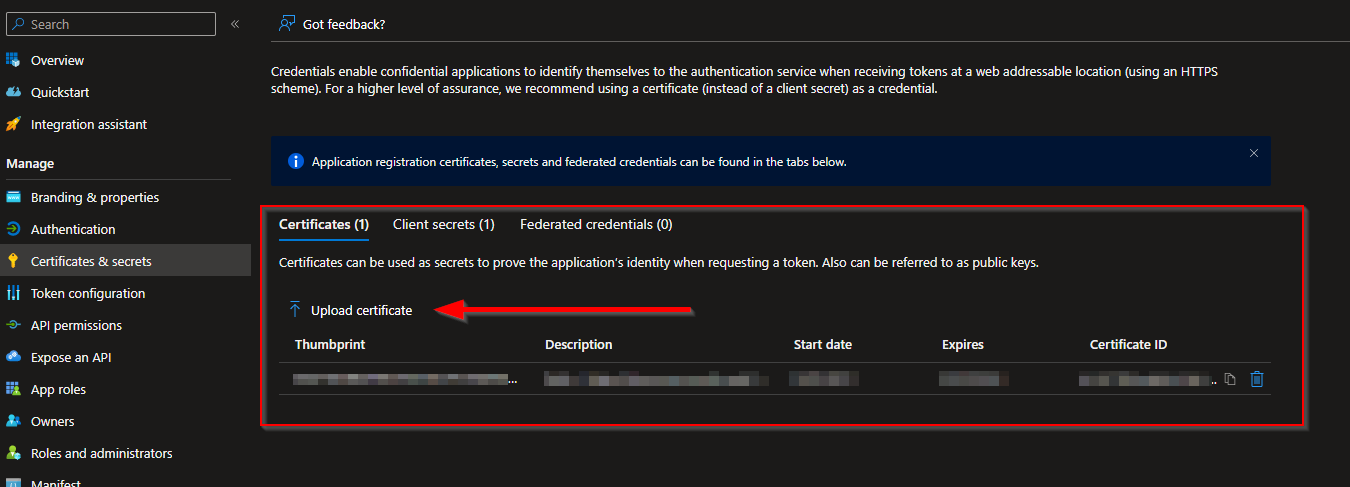 Search
«
Overview
Quickstart
Integration assistant
Manage
Branding & properties
Authentication
Certificates & secrets
Token configuration
API permissions
Expose an API
App roles
Owners
Roles and administrators
Manifest
Got feedback?
Credentials enable confidential applications to identify themselves to the authentication service when receiving tokens at a web addressable location (using an HTTPS
scheme). For a higher level of assurance, we recommend using a certificate (instead of a client secret) as a credential.
Application registration certificates, secrets and federated credentials can be found in the tabs below.
Certificates (1) Client secrets (1) Federated credentials (0)
Certificates can be used as secrets to prove the application's identity when requesting a token. Also can be referred to as public keys.
Upload certificate
Thumbprint Description Start date Expires Certificate ID